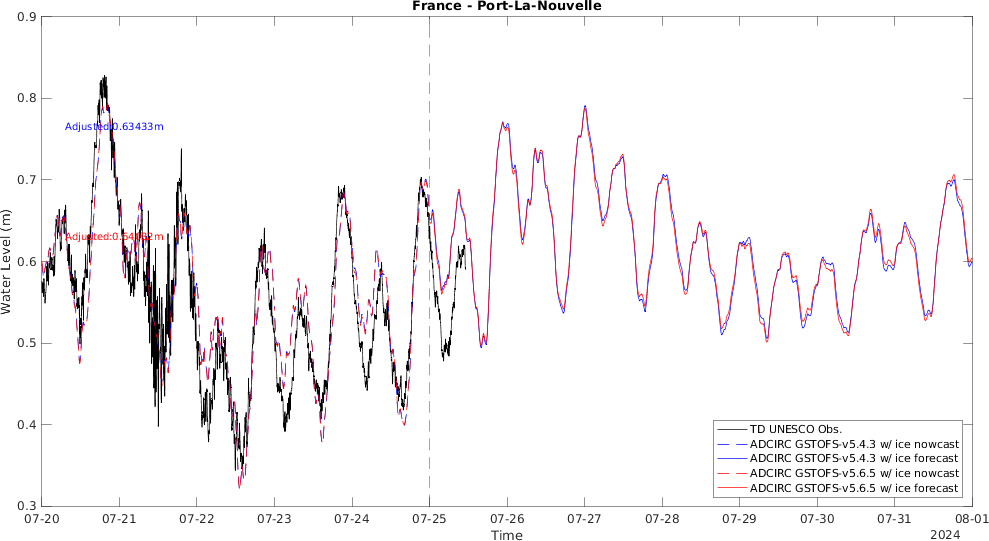 France - Port-La-Nouvelle
Water Level (m)
0.9
0.8
0.7
0.6
0.5
0.4
0.3
Adjusted:0.63433m
07-20
07-21
07-22
07-23
07-24
07-25
07-26
07-27
07-28
07-29
07-30
07-31
08-01
Time
2024
TD UNESCO Obs.
ADCIRC GSTOFS-v5.4.3 w/ ice nowcast
ADCIRC GSTOFS-v5.4.3 w/ ice forecast
ADCIRC GSTOFS-v5.6.5 w/ ice nowcast
ADCIRC GSTOFS-v5.6.5 w/ ice forecast